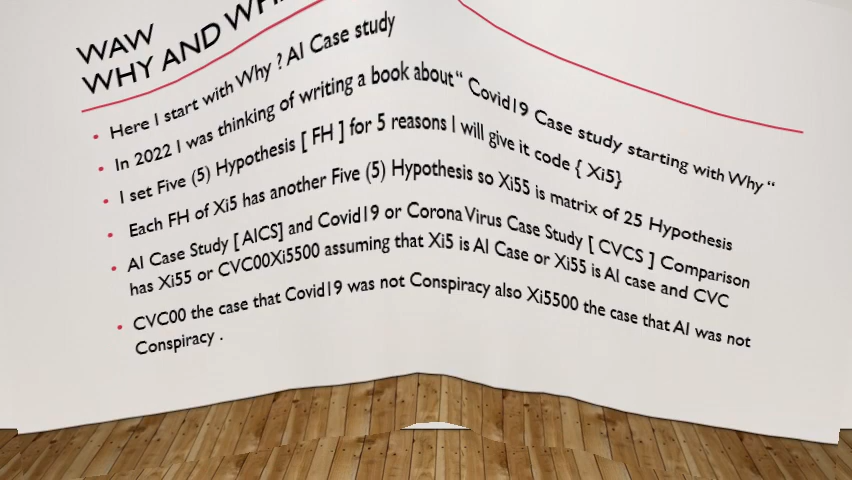 WAW
WHY AND
Here I start with Why ? AI Case study
In 2022 I was thinking of writing a book about“ Covid19 Case study starting with Why “
I set Five (5) Hypothesis [ FH ] for 5 reasons I will give it code { Xi5}
Each FH of Xi5 has another Five (5) Hypothesis so Xi55 is matrix of 25 Hypothesis
AI Case Study [ AICS] and Covid19 or Corona Virus Case Study [ CVCS ] Comparison
has Xi55 or CVC00Xi5500 assuming that Xi5 is AI Case or Xi55 is AI case and CVC
CVC00 the case that Covid19 was not Conspiracy also Xi5500 the case that AI was not
Conspiracy .